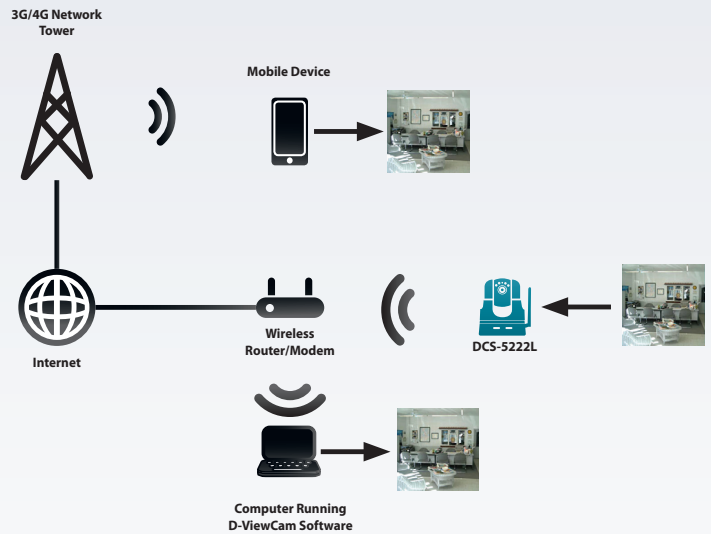 3G/4G Network
Tower
Mobile Device
Internet
Wireless
Router/Modem
DCS-5222L
Computer Running
D-ViewCam Software